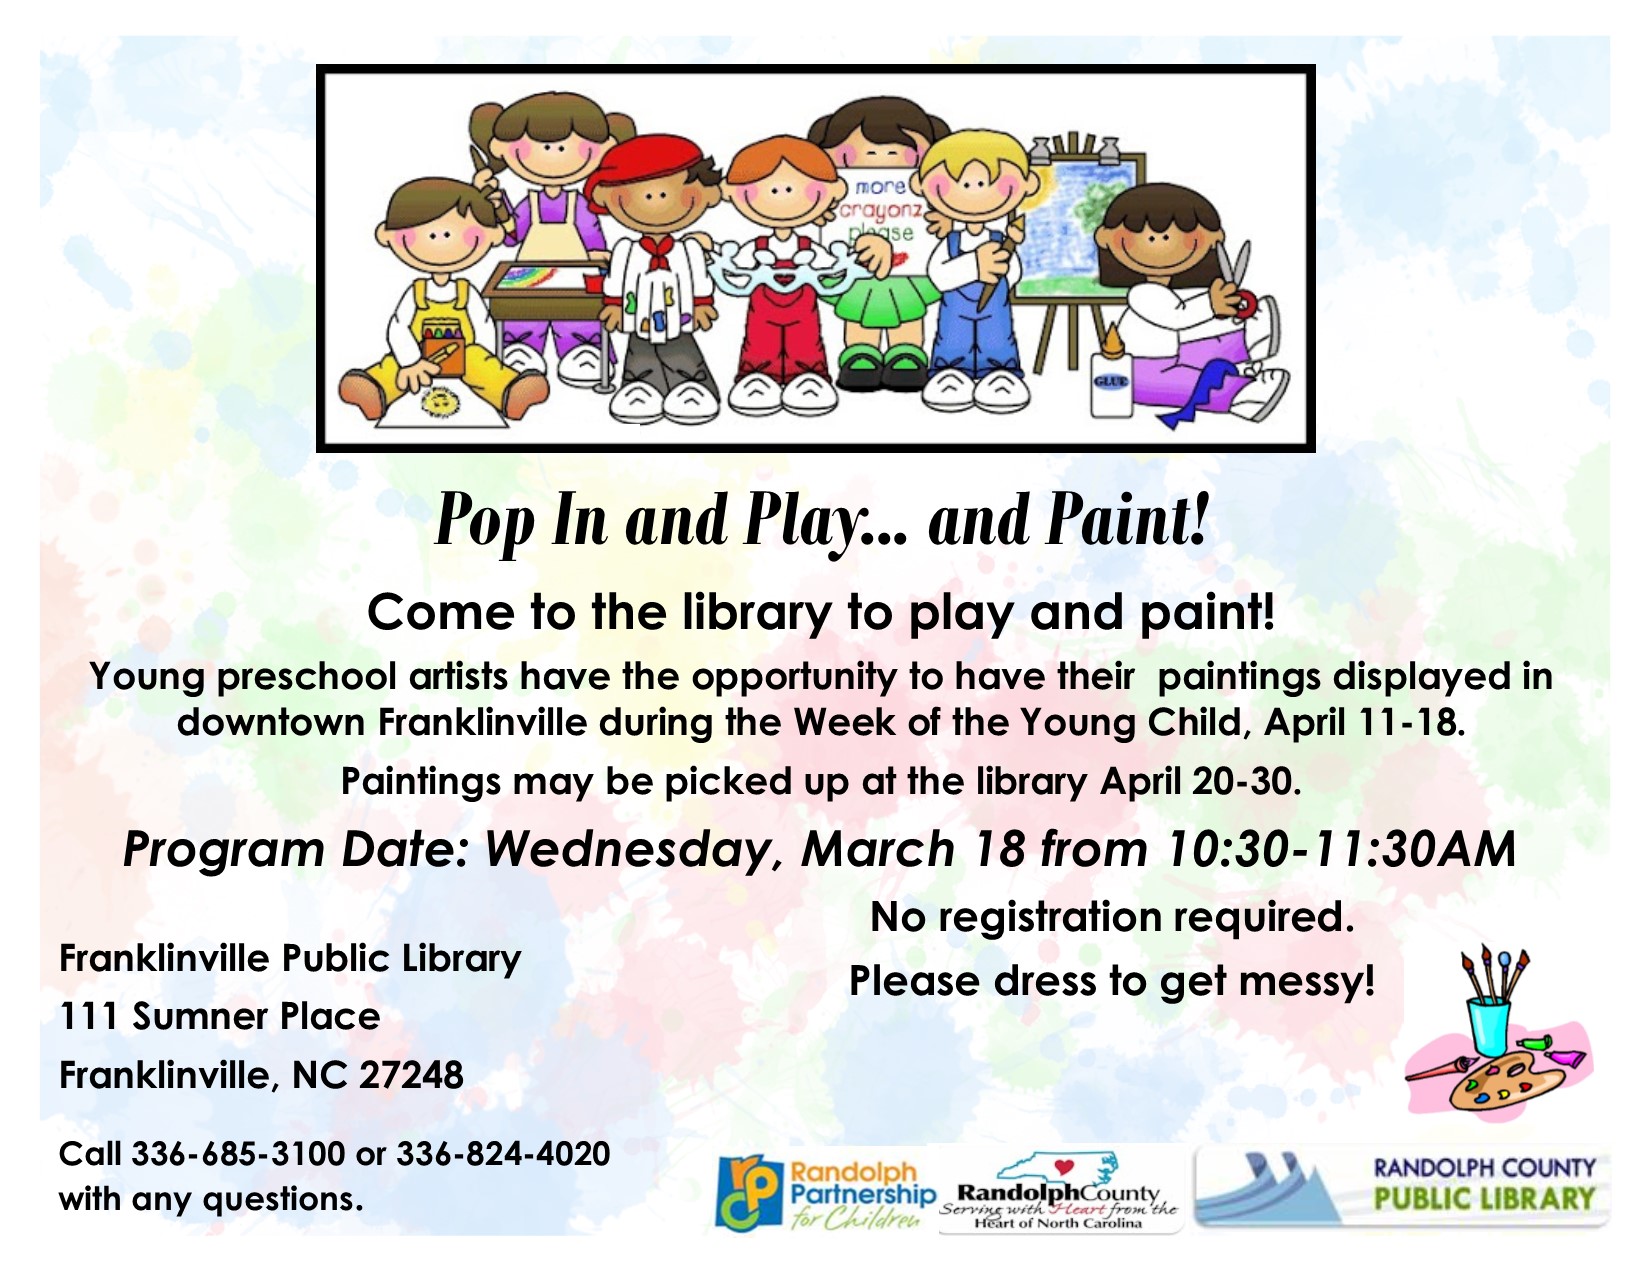 more
crayonz
please
GLUE
Pop In and Play... and Paint!
Come to the library to play and paint!
Young preschool artists have the opportunity to have their  paintings displayed in
downtown Franklinville during the Week of the Young Child, April 11-18.
Paintings may be picked up at the library April 20-30.
Program Date: Wednesday, March 18 from 10:30-11:30AM
No registration required.
Please dress to get messy!
Franklinville Public Library
111 Sumner Place
Franklinville, NC 27248
Call 336-685-3100 or 336-824-4020
with any questions.
rpc
Randolph
Partnership
for Children
RandolphCounty
Serving with Heart from the
Heart of North Carolina
RANDOLPH COUNTY
PUBLIC LIBRARY